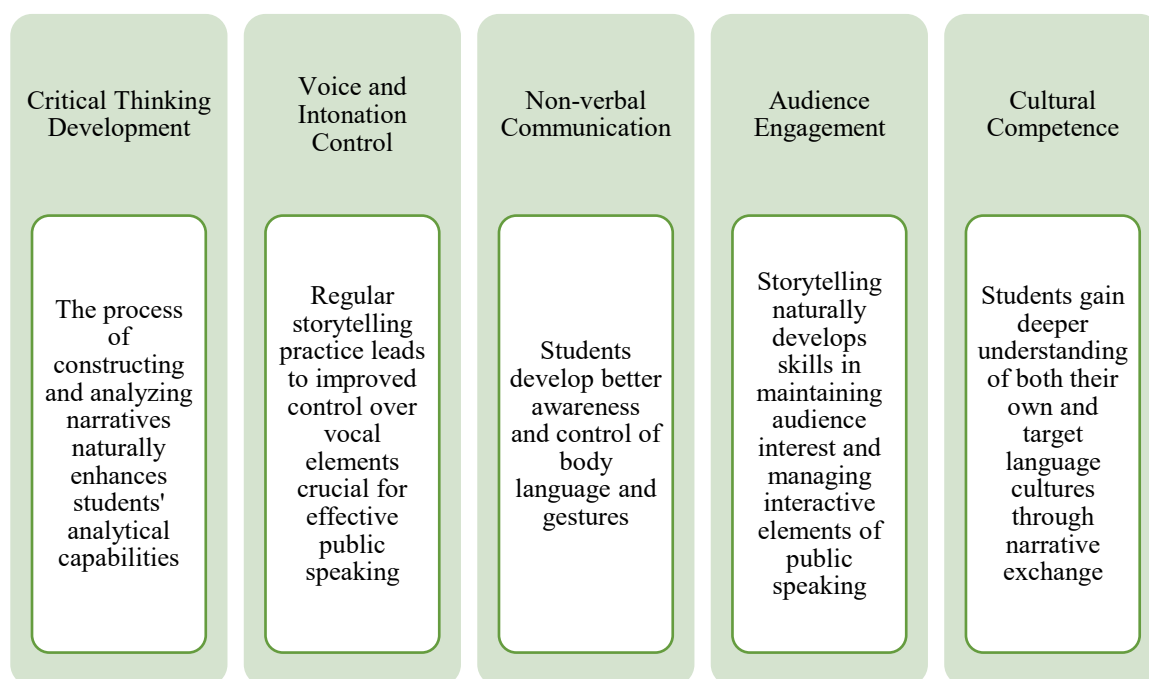 Critical Thinking
Development
The process
of
constructing
and analyzing
narratives
naturally
enhances
students'
analytical
capabilities
Voice and
Intonation
Control
Regular
storytelling
practice leads
to improved
control over
vocal
elements
crucial for
effective
public
speaking
Non-verbal
Communication
Students
develop better
awareness
and control of
body
language and
gestures
Audience
Engagement
Storytelling
naturally
develops
skills in
maintaining
audience
interest and
managing
interactive
elements of
public
speaking
Cultural
Competence
Students gain
deeper
understanding
of both their
own and
target
language
cultures
through
narrative
exchange